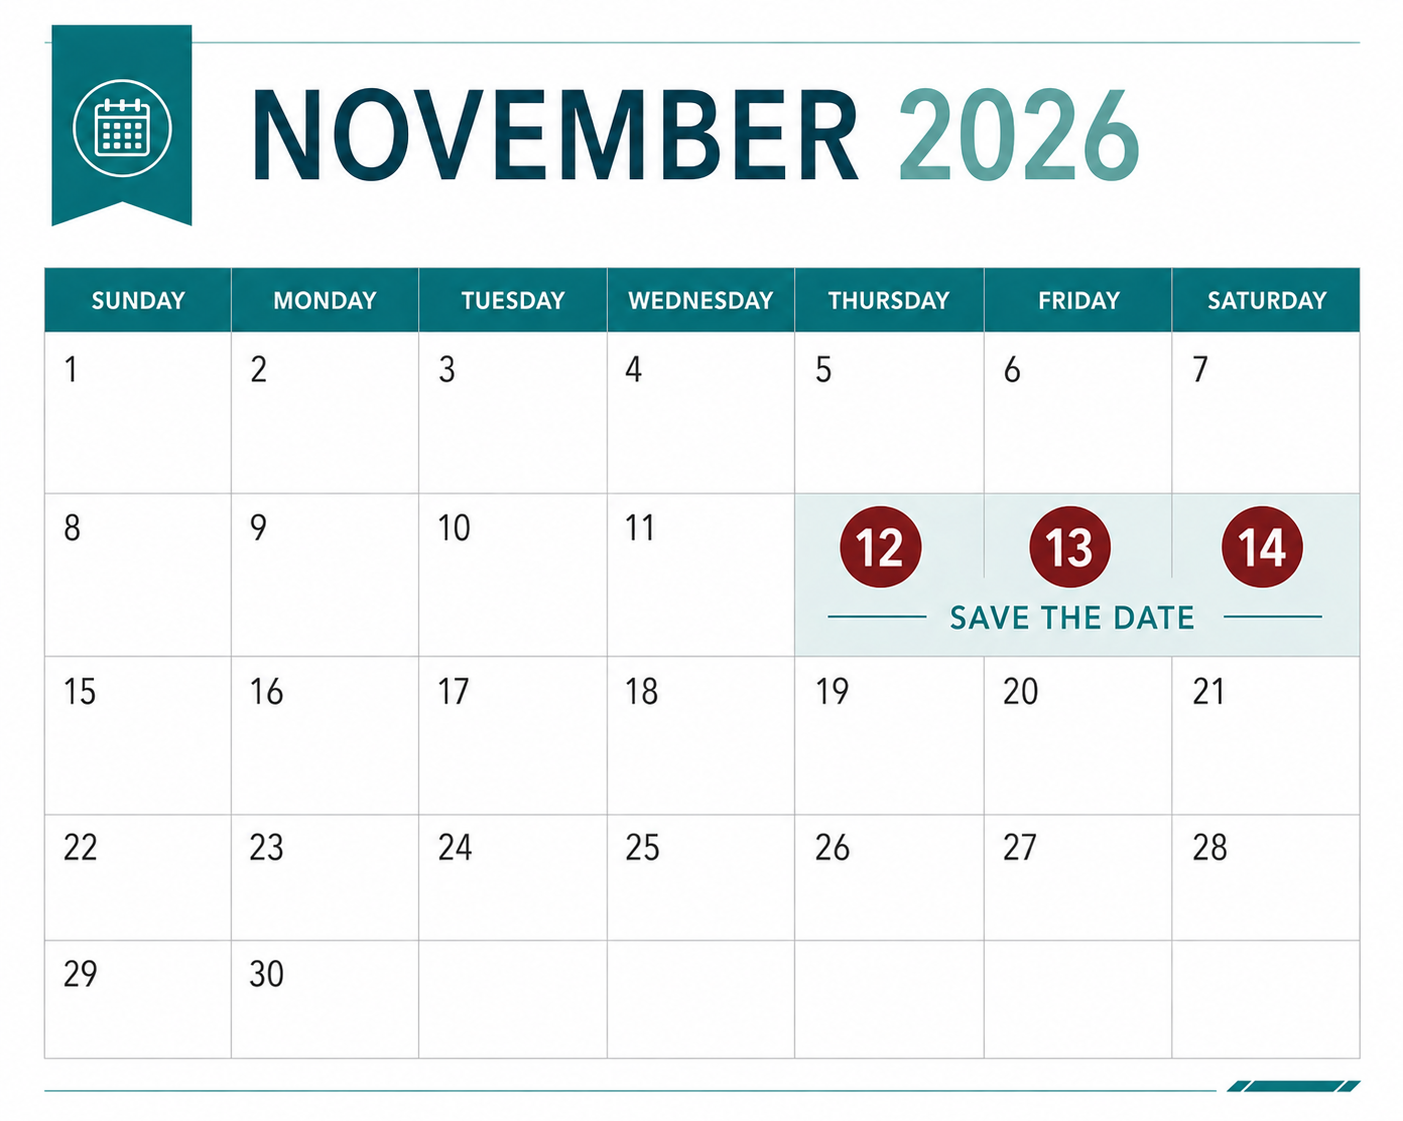 NOVEMBER 2026
SUNDAY MONDAY TUESDAY WEDNESDAY THURSDAY FRIDAY SATURDAY
1 2 3 4 5 6 7
8 9 10 11 12 13 14
SAVE THE DATE
15 16 17 18 19 20 21
22 23 24 25 26 27 28
29 30